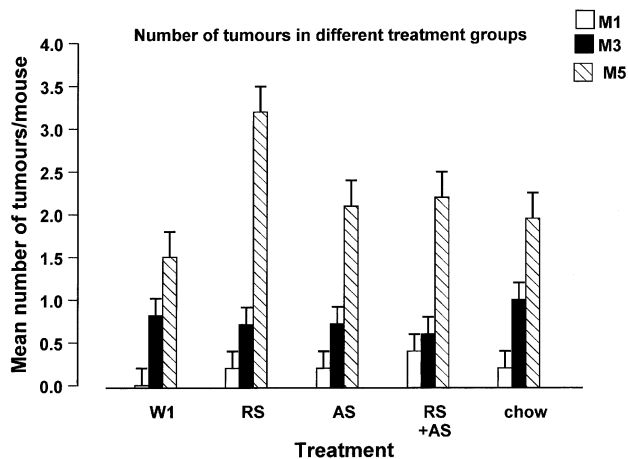 Number of tumours in different treatment groups
M1
M3
M5
Mean number of tumours/mouse
4.0
3.5
3.0
2.5
2.0
1.5
1.0
0.5
0.0
W1
RS
AS
RS
+AS
chow
Treatment